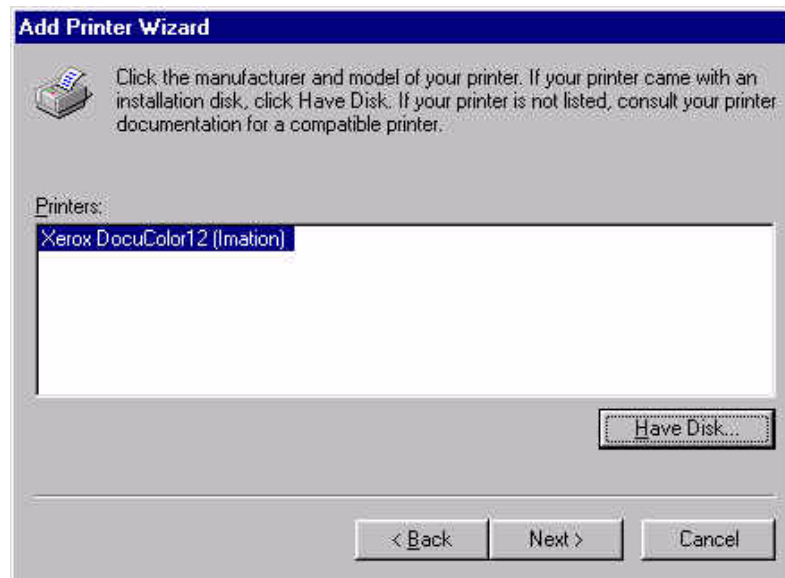 Add Printer Wizard
Click the manufacturer and model of your printer. If your printer came with an
installation disk, click Have Disk. If your printer is not listed, consult your printer
documentation for a compatible printer.
Printers:
Xerox DocuColor12 (Imation)
Have Disk...
< Back
Next >
Cancel